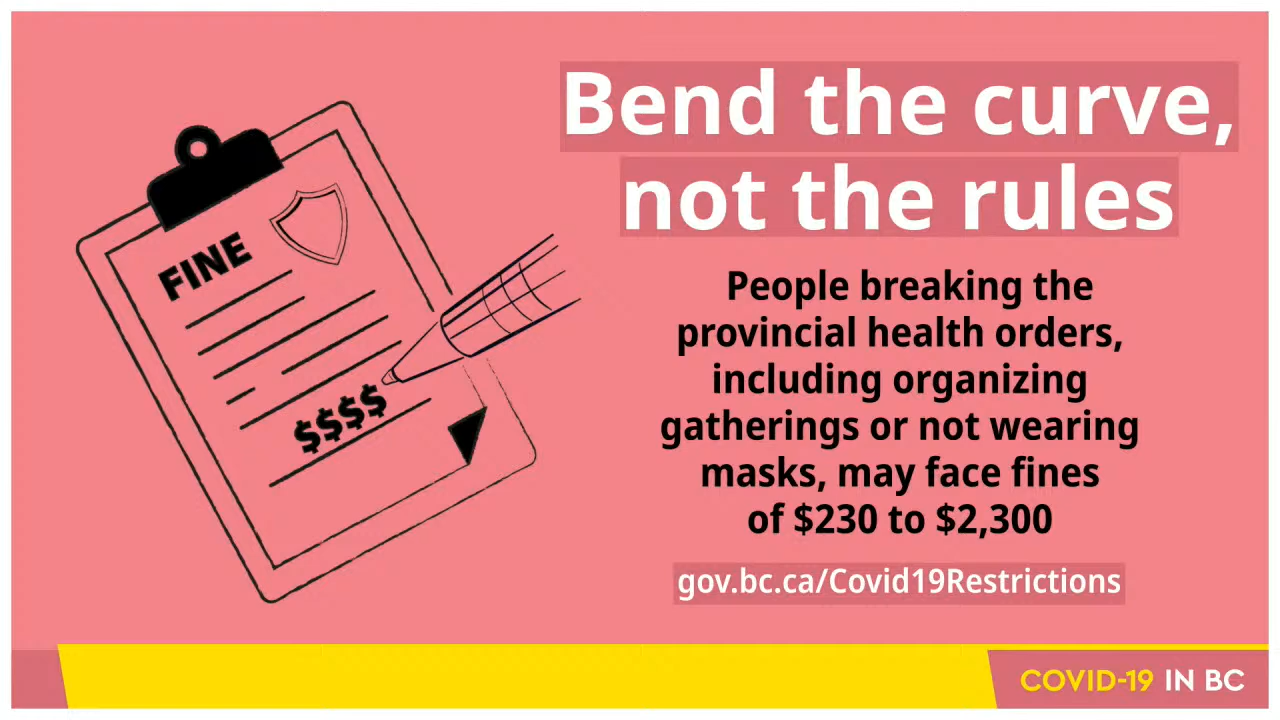 FINE
$$$$
Bend the curve,
not the rules
People breaking the
provincial health orders,
including organizing
gatherings or not wearing
masks, may face fines
of $230 to $2,300
gov.bc.ca/Covid19Restrictions
COVID-19 IN BC